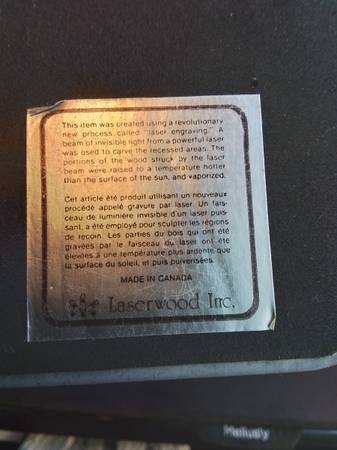 This item was created using a revolutionary
new process called "laser engraving." A
beam of invisible light from a powerful laser
was used to carve the recessed areas. The
portions of the wood struck by the laser
beam were raised to a temperature hotter
than the surface of the sun, and vaporized.
Cet article été produit utilisant un nouveaux
procédé appelé gravure par laser. Un fais-
ceau de lumière invisible d'un laser puis-
sant, a été employé pour sculpter les régions
de recoin. Les parties du bois qui ont été
gravées par le faisceau du laser ont été
élevées à une température plus ardente que
la surface du soleil, et puis pulverisées.
MADE IN CANADA
Laserwood Inc.